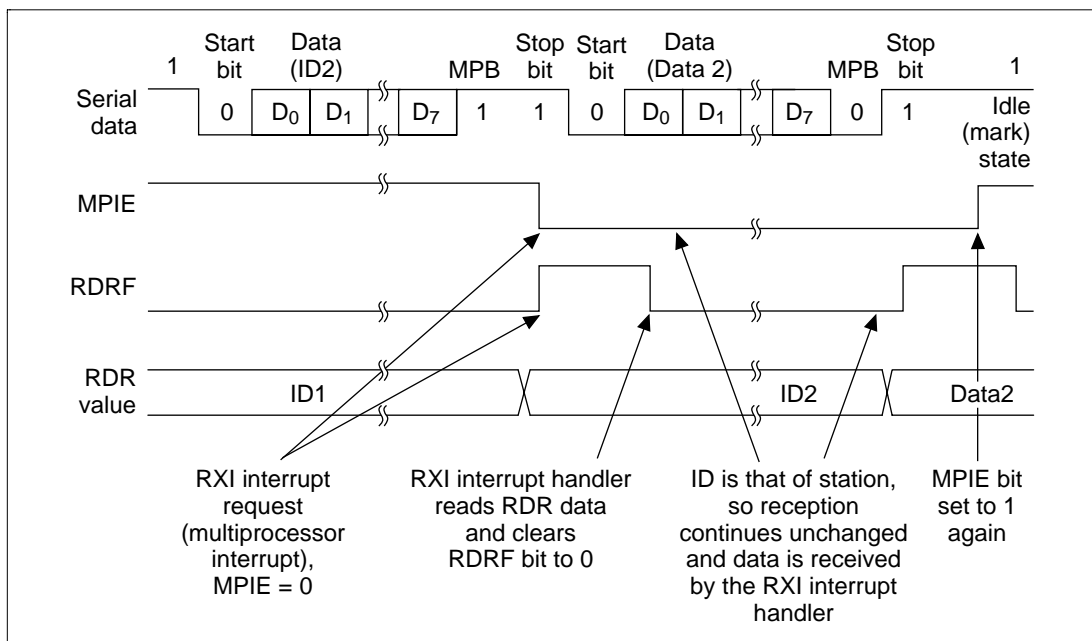 1
Start bit
Data (ID2)
MPB
Stop bit
Start bit
Data (Data 2)
MPB
Stop bit
1
Serial data
0 D0 D1 D7 1 1 0 D0 D1 D7 0 1
Idle (mark) state
MPIE
RDRF
RDR value
ID1 ID2 Data2
RXI interrupt
request
(multiprocessor
interrupt),
MPIE = 0
RXI interrupt handler
reads RDR data
and clears
RDRF bit to 0
ID is that of station,
so reception
continues unchanged
and data is received
by the RXI interrupt
handler
MPIE bit
set to 1
again